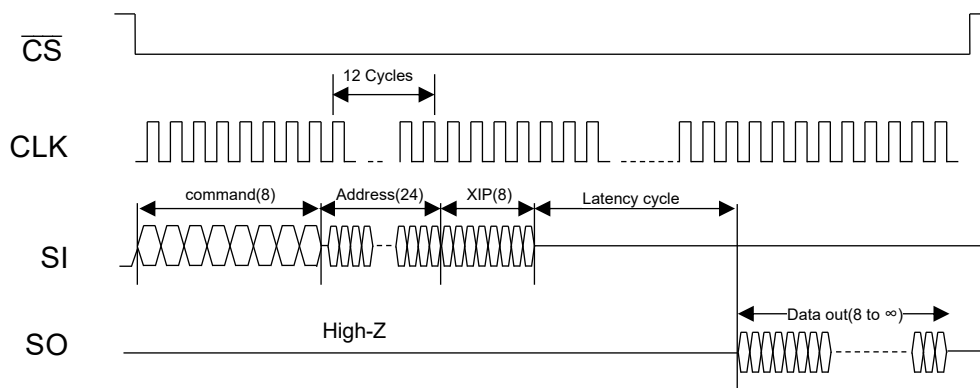 CS
12 Cycles
CLK
command(8)
Address(24)
XIP(8)
Latency cycle
SI
Data out(8 to ∞)
High-Z
SO